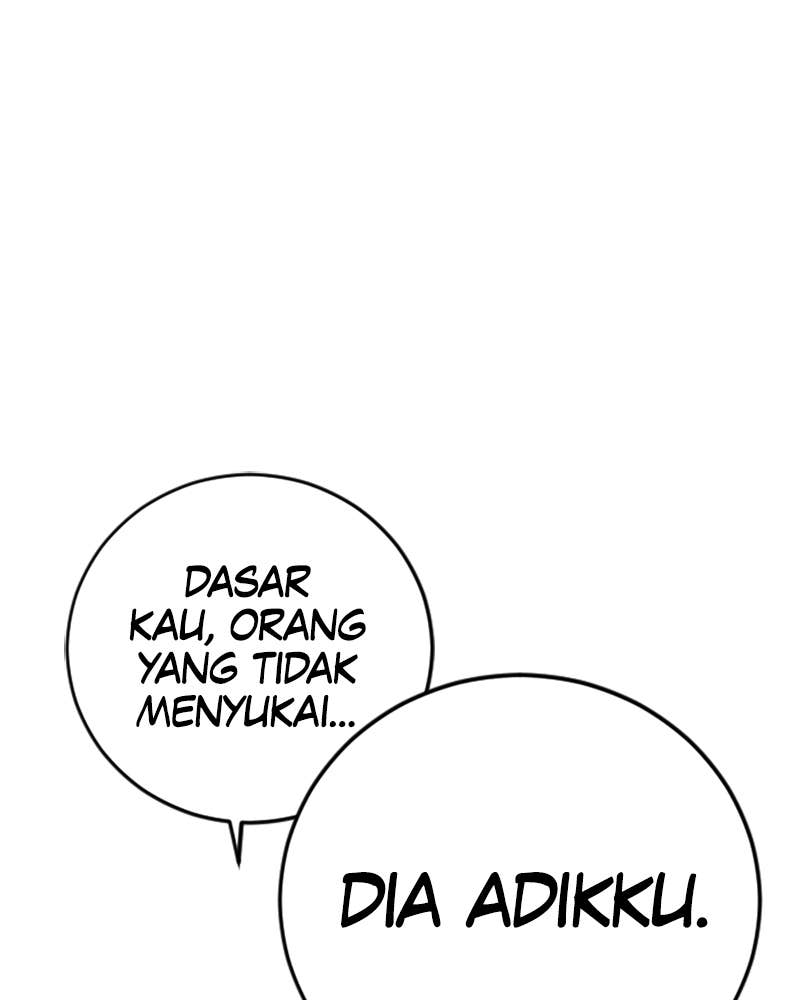 DASAR
KAU, ORANG
YANG TIDAK
MENYUKAI...
DIA ADIKKU.